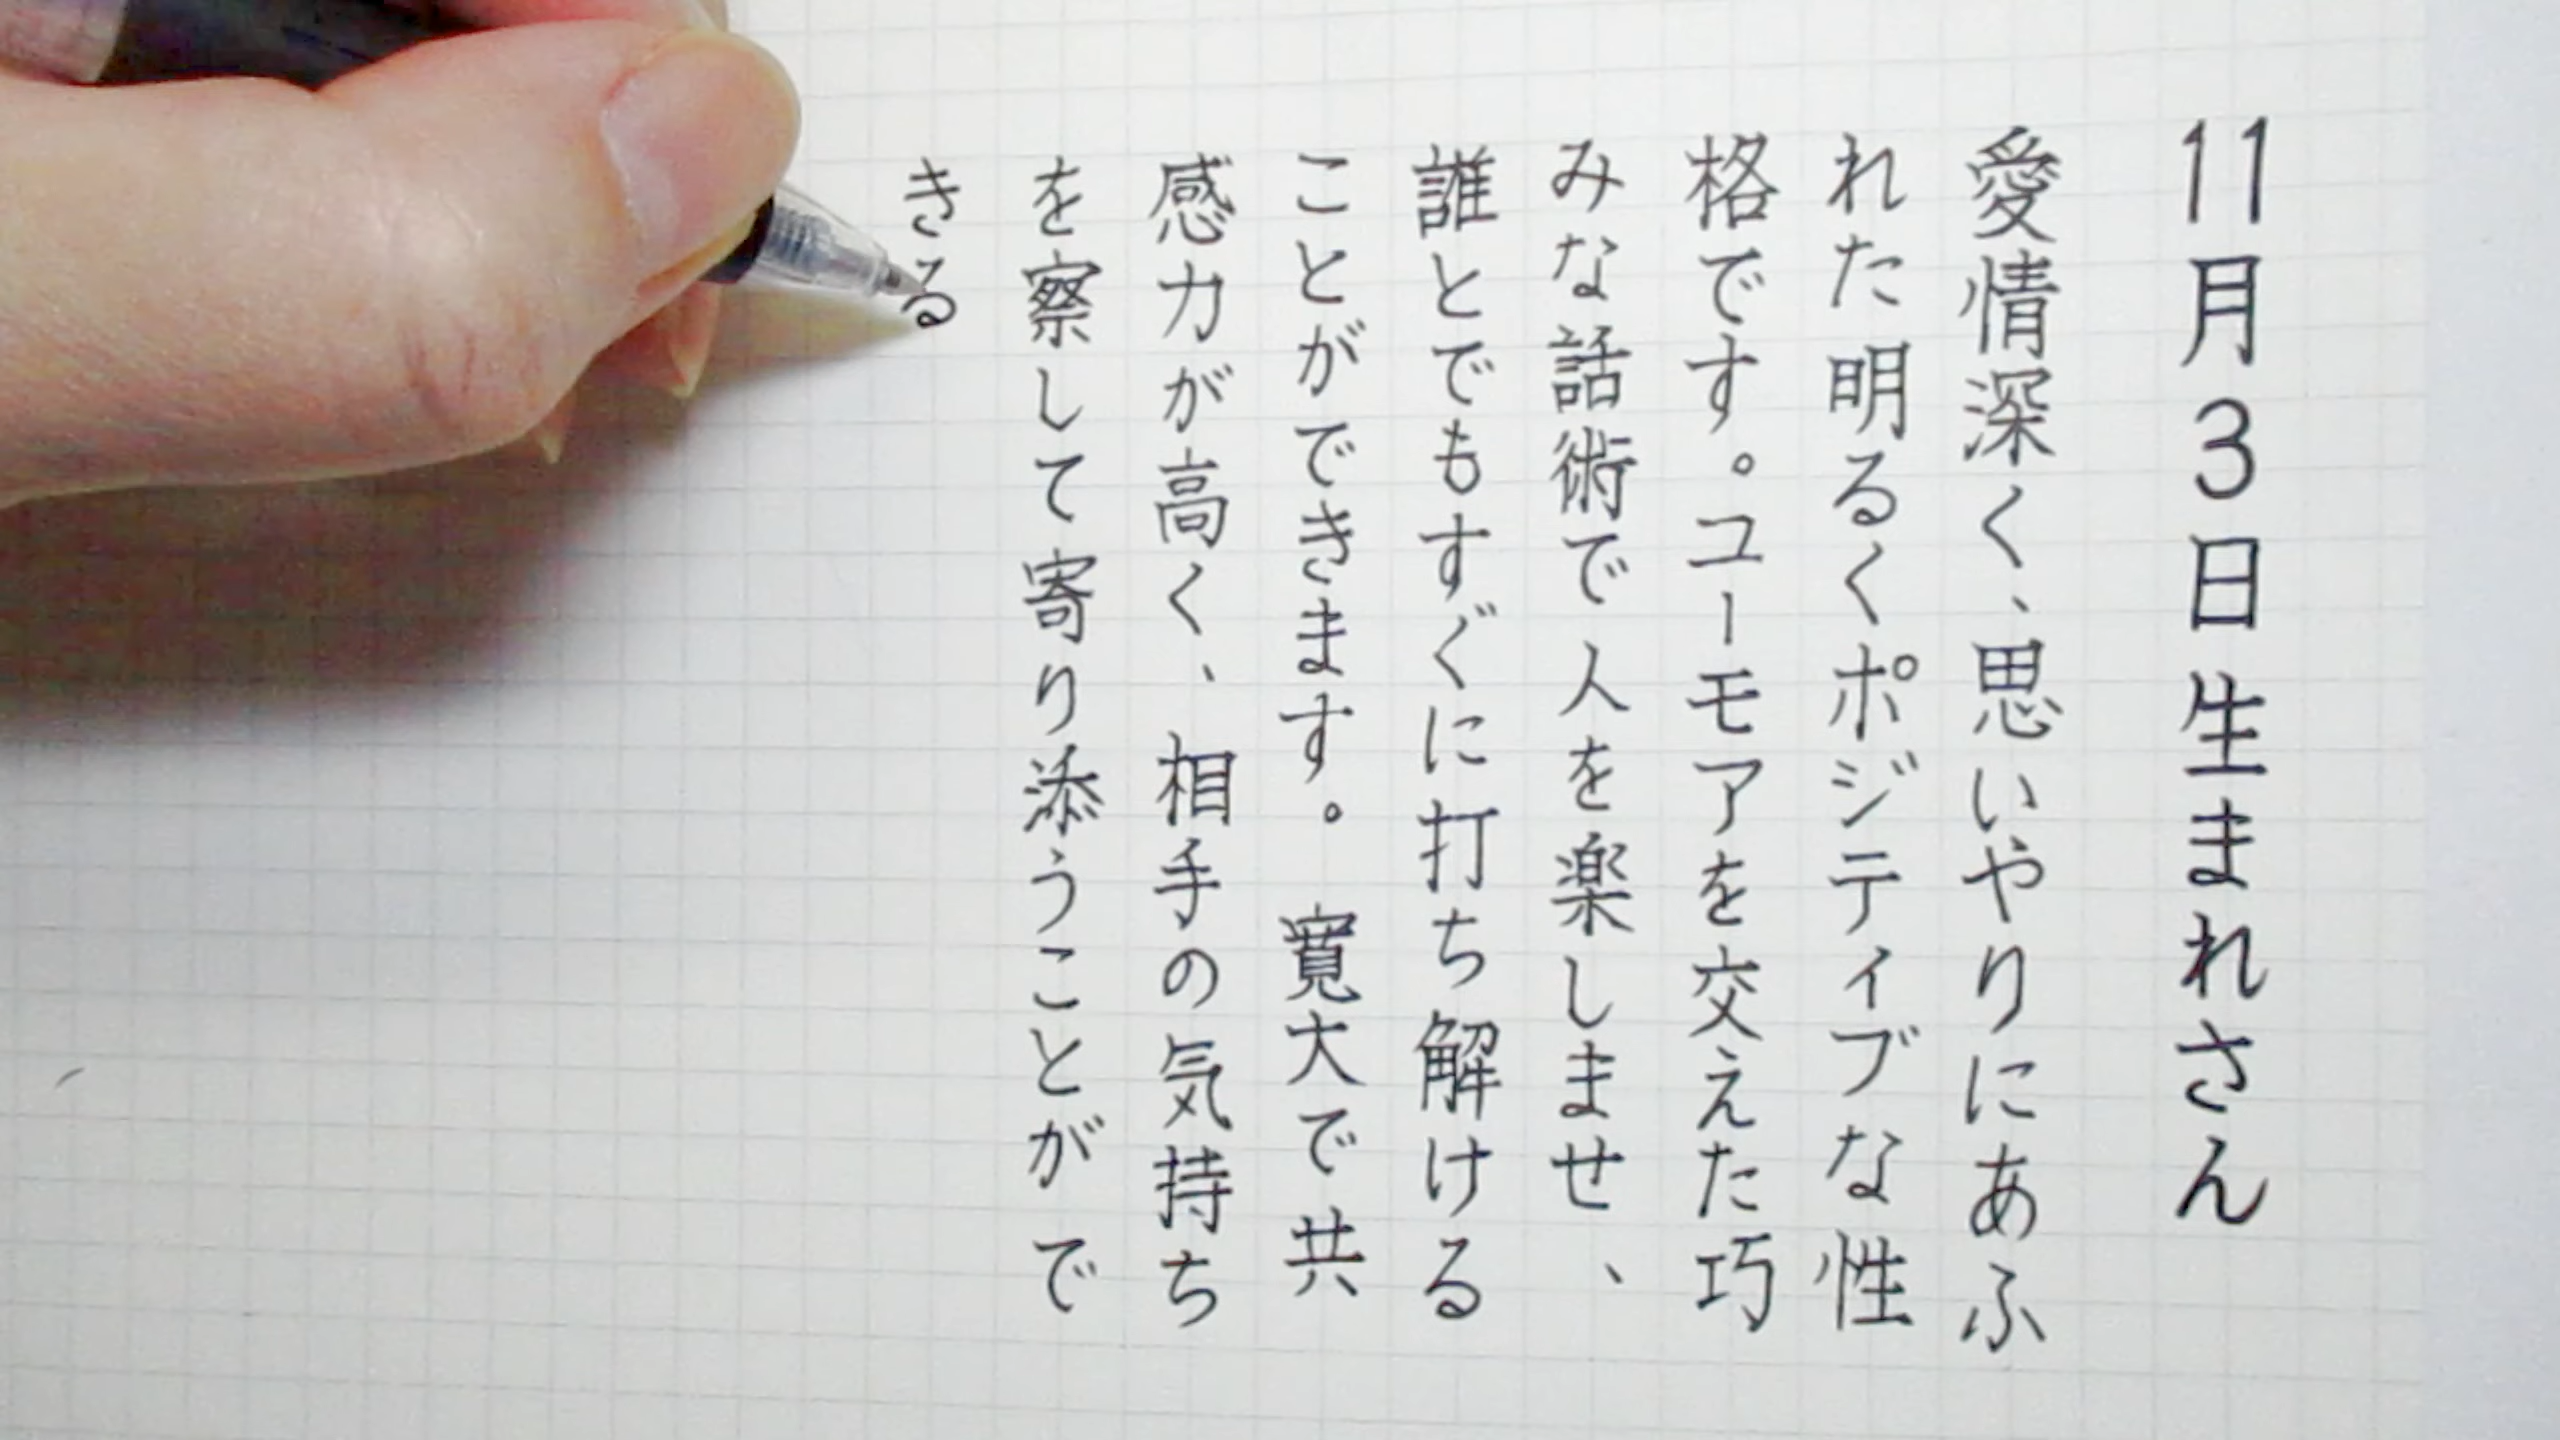 11月3日生まれさん
愛情深く、思いやりにあふ
れた明るくポジティブな性
格です。ユーモアを交えた巧
みな話術で人を楽しませ、
誰とでもすぐに打ち解ける
ことができます。寛大で共
感力が高く、相手の気持ち
を察して寄り添うことがで
きる